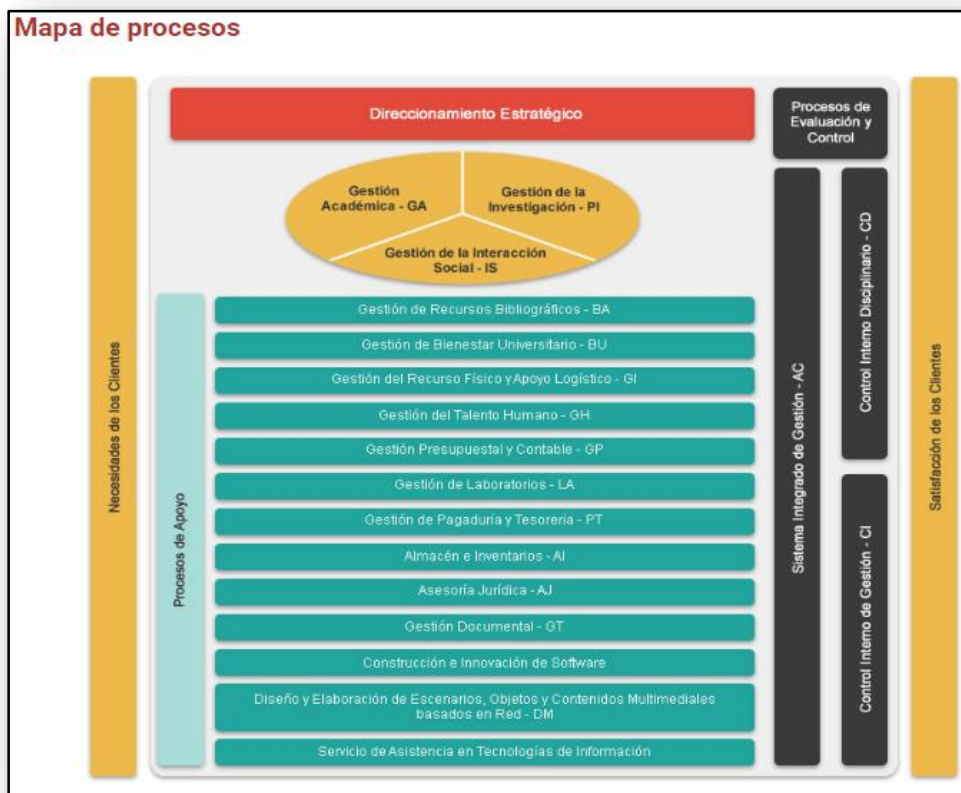 Mapa de procesos
Necesidades de los Clientes
Direccionamiento Estratégico
Gestión
Académica - GA
Gestión de la
Investigación - PI
Gestión de la Interacción
Social - IS
Procesos de Apoyo
Gestión de Recursos Bibliográficos - BA
Gestión de Bienestar Universitario - BU
Gestión del Recurso Físico y Apoyo Logístico - GI
Gestión del Talento Humano - GH
Gestión Presupuestal y Contable - GP
Gestión de Laboratorios - LA
Gestión de Pagaduría y Tesoreria - PT
Almacén e Inventarios - AI
Asesoría Jurídica - AJ
Gestión Documental - GT
Construcción e Innovación de Software
Diseño y Elaboración de Escenarios, Objetos y Contenidos Multimediales
basados en Red - DM
Servicio de Asistencia en Tecnologías de Información
Procesos de
Evaluación y
Control
Sistema Integrado de Gestión - AC
Control Interno Disciplinario - CD
Control Interno de Gestión - CI
Satisfacción de los Clientes